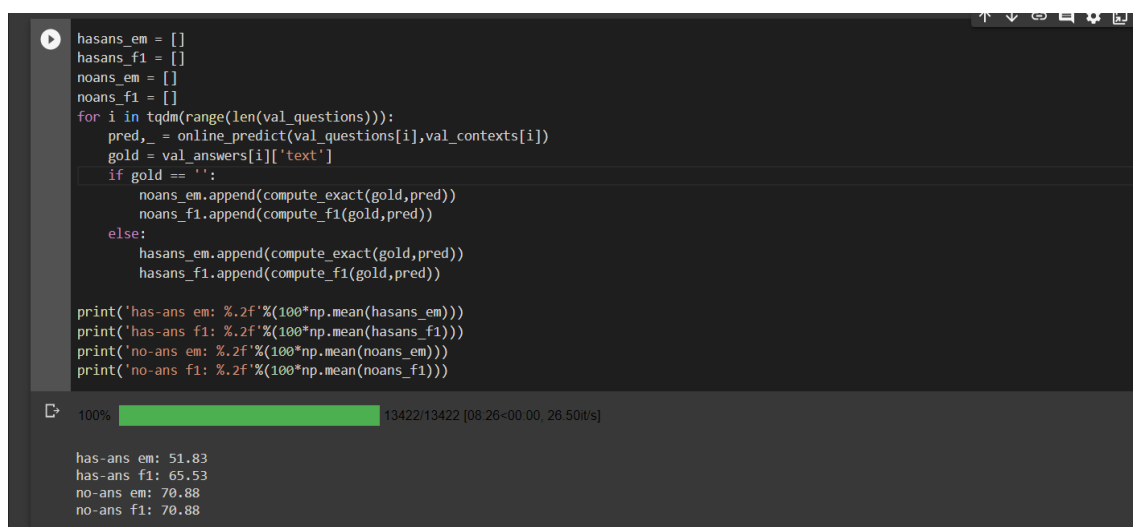 hasans_em = []
hasans_f1 = []
noans_em = []
noans_f1 = []
for i in tqdm(range(len(val_questions))):
    pred,_ = online_predict(val_questions[i],val_contexts[i])
    gold = val_answers[i]['text']
    if gold == '':
        noans_em.append(compute_exact(gold,pred))
        noans_f1.append(compute_f1(gold,pred))
    else:
        hasans_em.append(compute_exact(gold,pred))
        hasans_f1.append(compute_f1(gold,pred))
print('has-ans em: %.2f'%(100*np.mean(hasans_em)))
print('has-ans f1: %.2f'%(100*np.mean(hasans_f1)))
print('no-ans em: %.2f'%(100*np.mean(noans_em)))
print('no-ans f1: %.2f'%(100*np.mean(noans_f1)))
100% 13422/13422 [08:26<00:00, 26.50it/s]
has-ans em: 51.83
has-ans f1: 65.53
no-ans em: 70.88
no-ans f1: 70.88